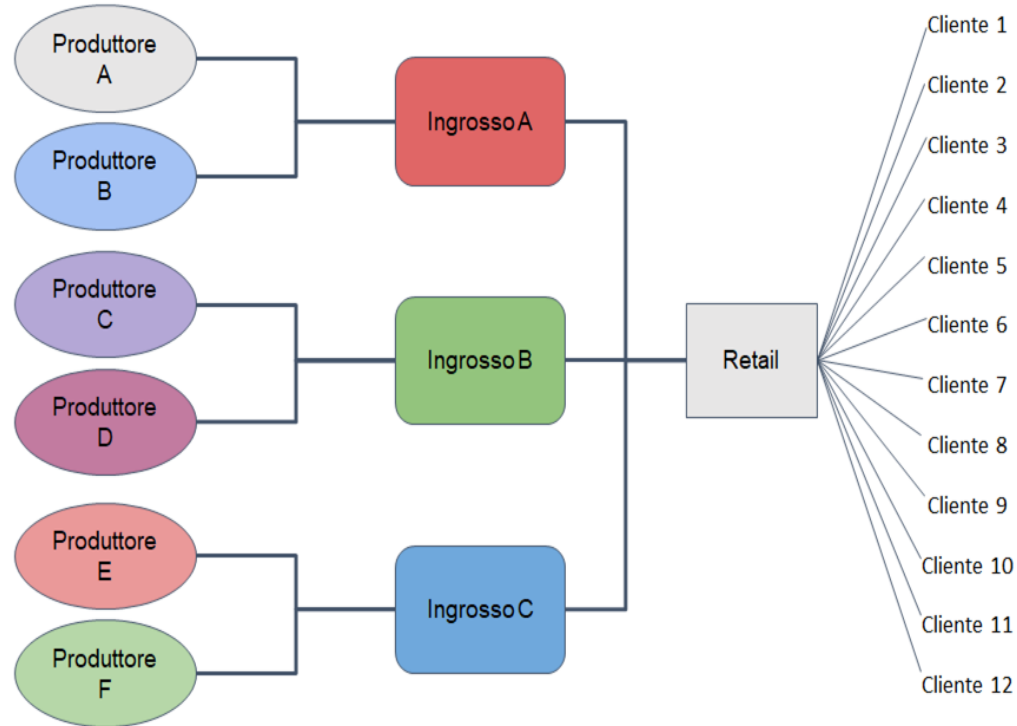 Produttore
A
Produttore
B
Produttore
C
Produttore
D
Produttore
E
Produttore
F
Ingrosso A
Ingrosso B
Ingrosso C
Retail
Cliente 1
Cliente 2
Cliente 3
Cliente 4
Cliente 5
Cliente 6
Cliente 7
Cliente 8
Cliente 9
Cliente 10
Cliente 11
Cliente 12